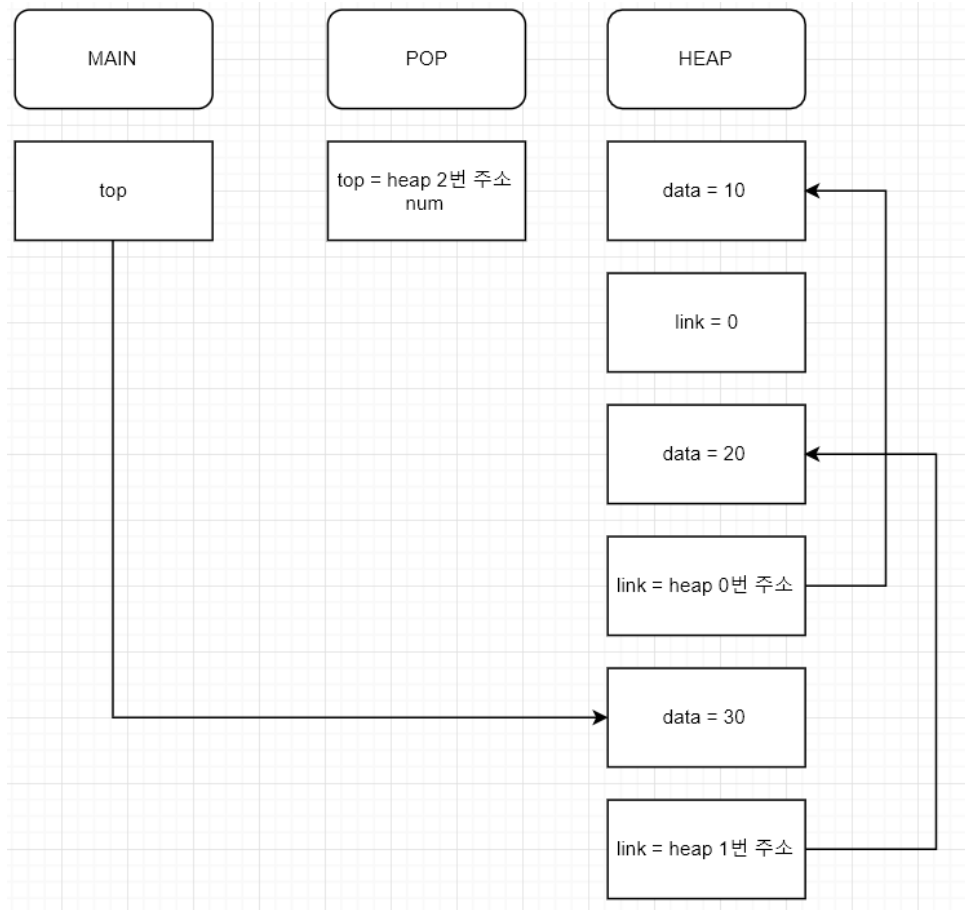 MAIN
POP
HEAP
top
top = heap 2번 주소
num
data = 10
link = 0
data = 20
link = heap 0번 주소
data = 30
link = heap 1번 주소